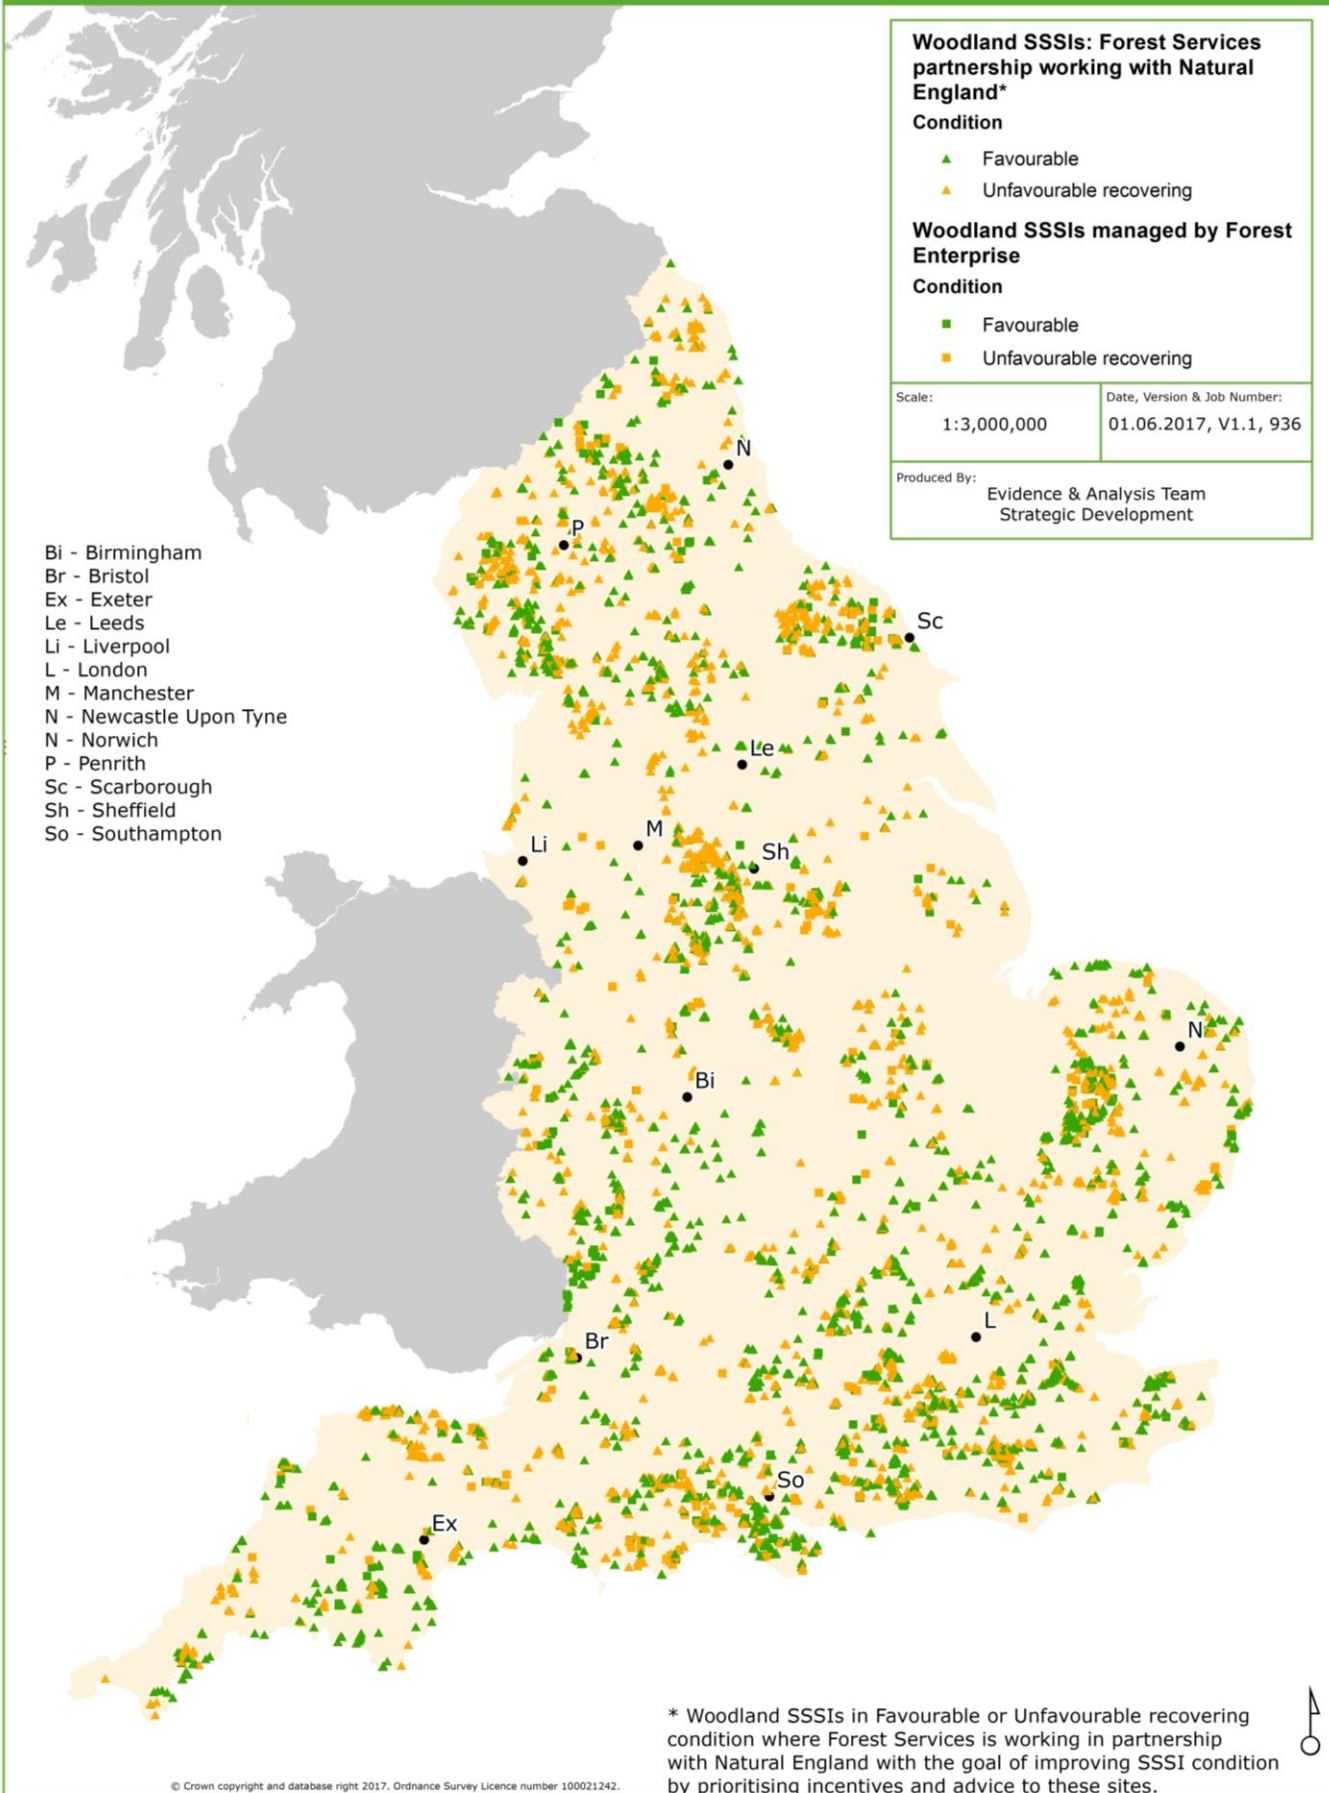 Woodland SSSIs: Forest Services
partnership working with Natural
England*
Condition
Favourable
Unfavourable recovering
Woodland SSSIs managed by Forest
Enterprise
Condition
Favourable
Unfavourable recovering
Scale:
1:3,000,000
Date, Version & Job Number:
01.06.2017, V1.1, 936
Produced By:
Evidence & Analysis Team
Strategic Development
Bi - Birmingham
Br - Bristol
Ex - Exeter
Le - Leeds
Li - Liverpool
L - London
M - Manchester
N - Newcastle Upon Tyne
N - Norwich
P - Penrith
Sc - Scarborough
Sh - Sheffield
So - Southampton
N
P
Sc
Le
M
Li
Sh
N
Bi
L
Br
So
Ex
* Woodland SSSIs in Favourable or Unfavourable recovering
condition where Forest Services is working in partnership
with Natural England with the goal of improving SSSI condition
by prioritising incentives and advice to these sites.
© Crown copyright and database right 2017. Ordnance Survey Licence number 100021242.